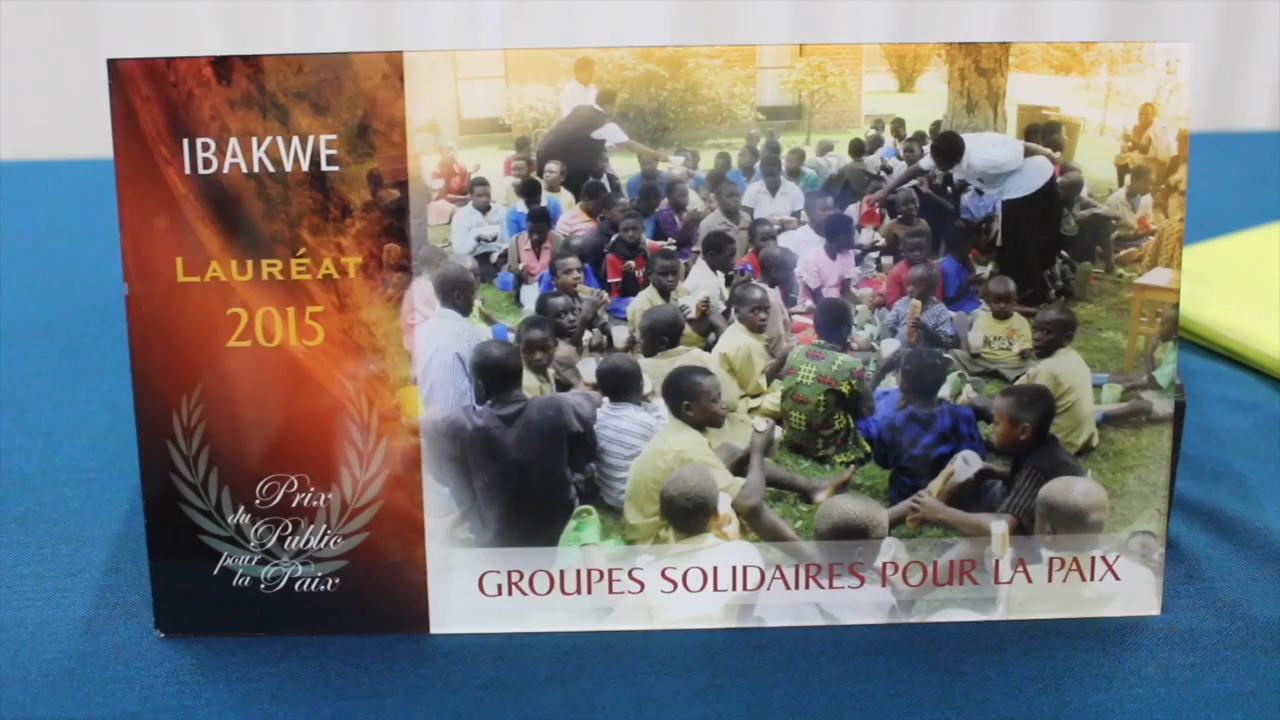 IBAKWE
LAURÉAT
2015
Prix
du
Public
pour
la Paix
GROUPES SOLIDAIRES POUR LA PAIX